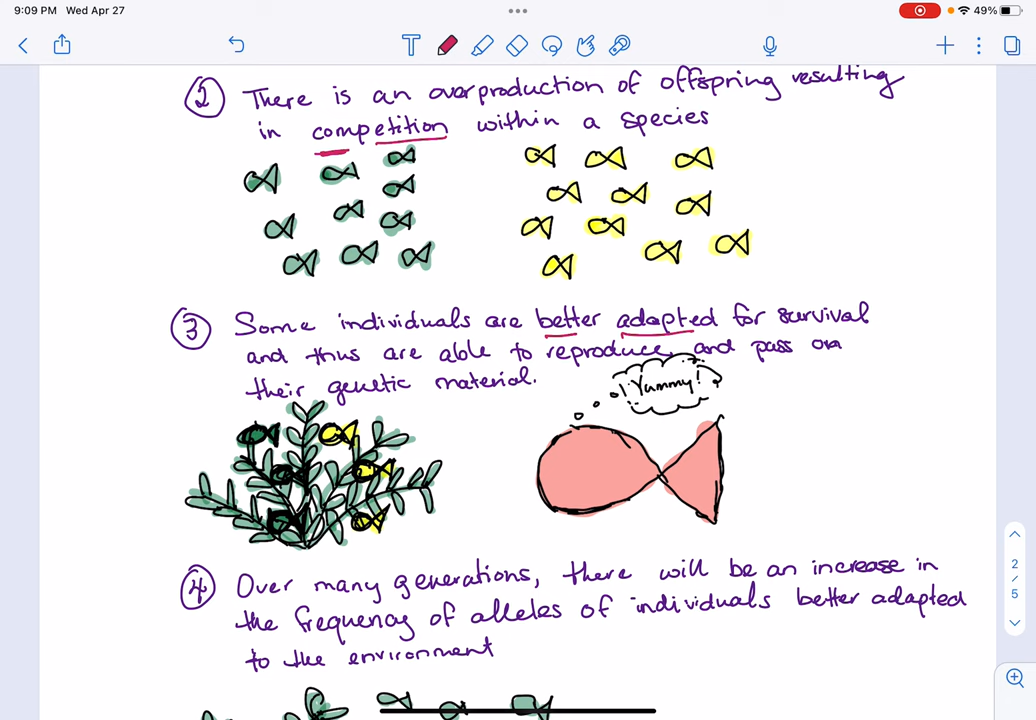 9:09 PM Wed Apr 27
49%
② There is an overproduction of offspring resulting
in competition within a species
③ Some individuals are better adapted for survival
and thus are able to reproduce and pass on
their genetic material.
Yummy!
④ Over many generations, there will be an increase in
the frequency of alleles of individuals better adapted
to the environment
2
/
5